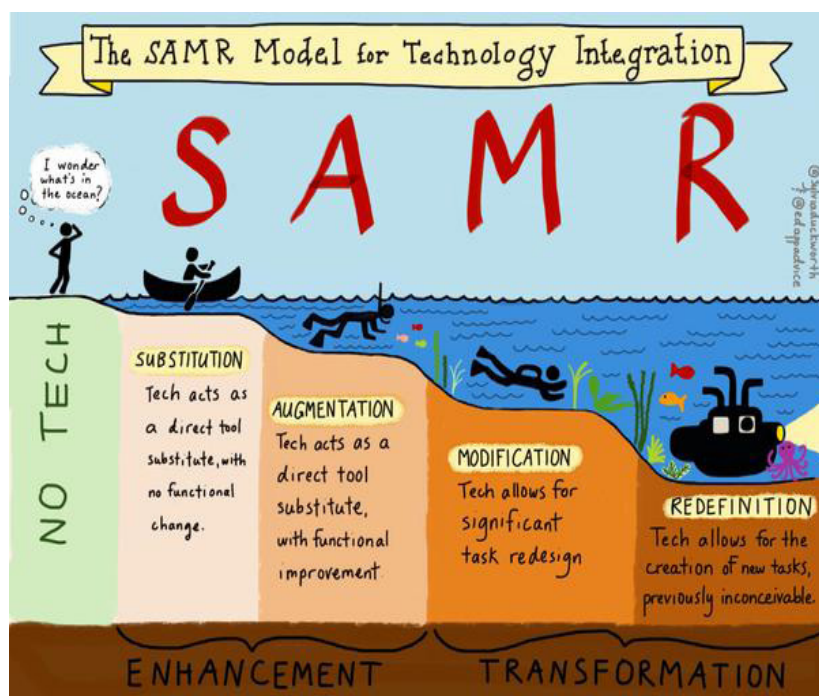 The SAMR Model for Technology Integration
S A M R
I wonder
what's in
the ocean?
@sylviaduckworth
@edappadvice
NO TECH
SUBSTITUTION
Tech acts as
a direct tool
substitute, with
no functional
change.
AUGMENTATION
Tech acts as a
direct tool
substitute,
with functional
improvement
MODIFICATION
Tech allows for
significant
task redesign
REDEFINITION
Tech allows for the
creation of new tasks,
previously inconceivable.
ENHANCEMENT
TRANSFORMATION